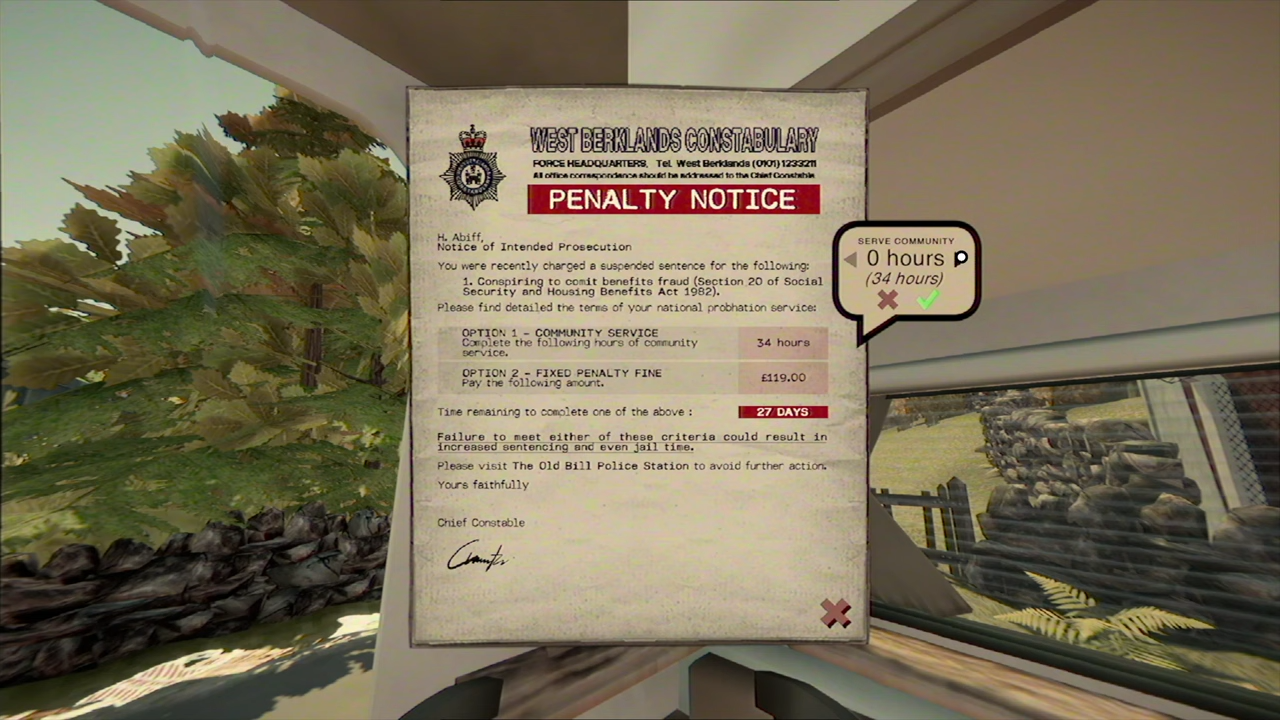 WEST BERKLANDS CONSTABULARY
FORCE HEADQUARTERS, Tel. West Berklands (0101) 1233211
All office correspondence should be addressed to the Chief Constable
PENALTY NOTICE
H. Abiff,
Notice of Intended Prosecution
You were recently charged a suspended sentence for the following:
1. Conspiring to comit benefits fraud (Section 20 of Social
Security and Housing Benefits Act 1982).
Please find detailed the terms of your national probhation service:
OPTION 1 - COMMUNITY SERVICE
Complete the following hours of community
service.
34 hours
OPTION 2 - FIXED PENALTY FINE
Pay the following amount.
£119.00
Time remaining to complete one of the above :
27 DAYS
Failure to meet either of these criteria could result in
increased sentencing and even jail time.
Please visit The Old Bill Police Station to avoid further action.
Yours faithfully
Chief Constable
SERVE COMMUNITY
0 hours
(34 hours)